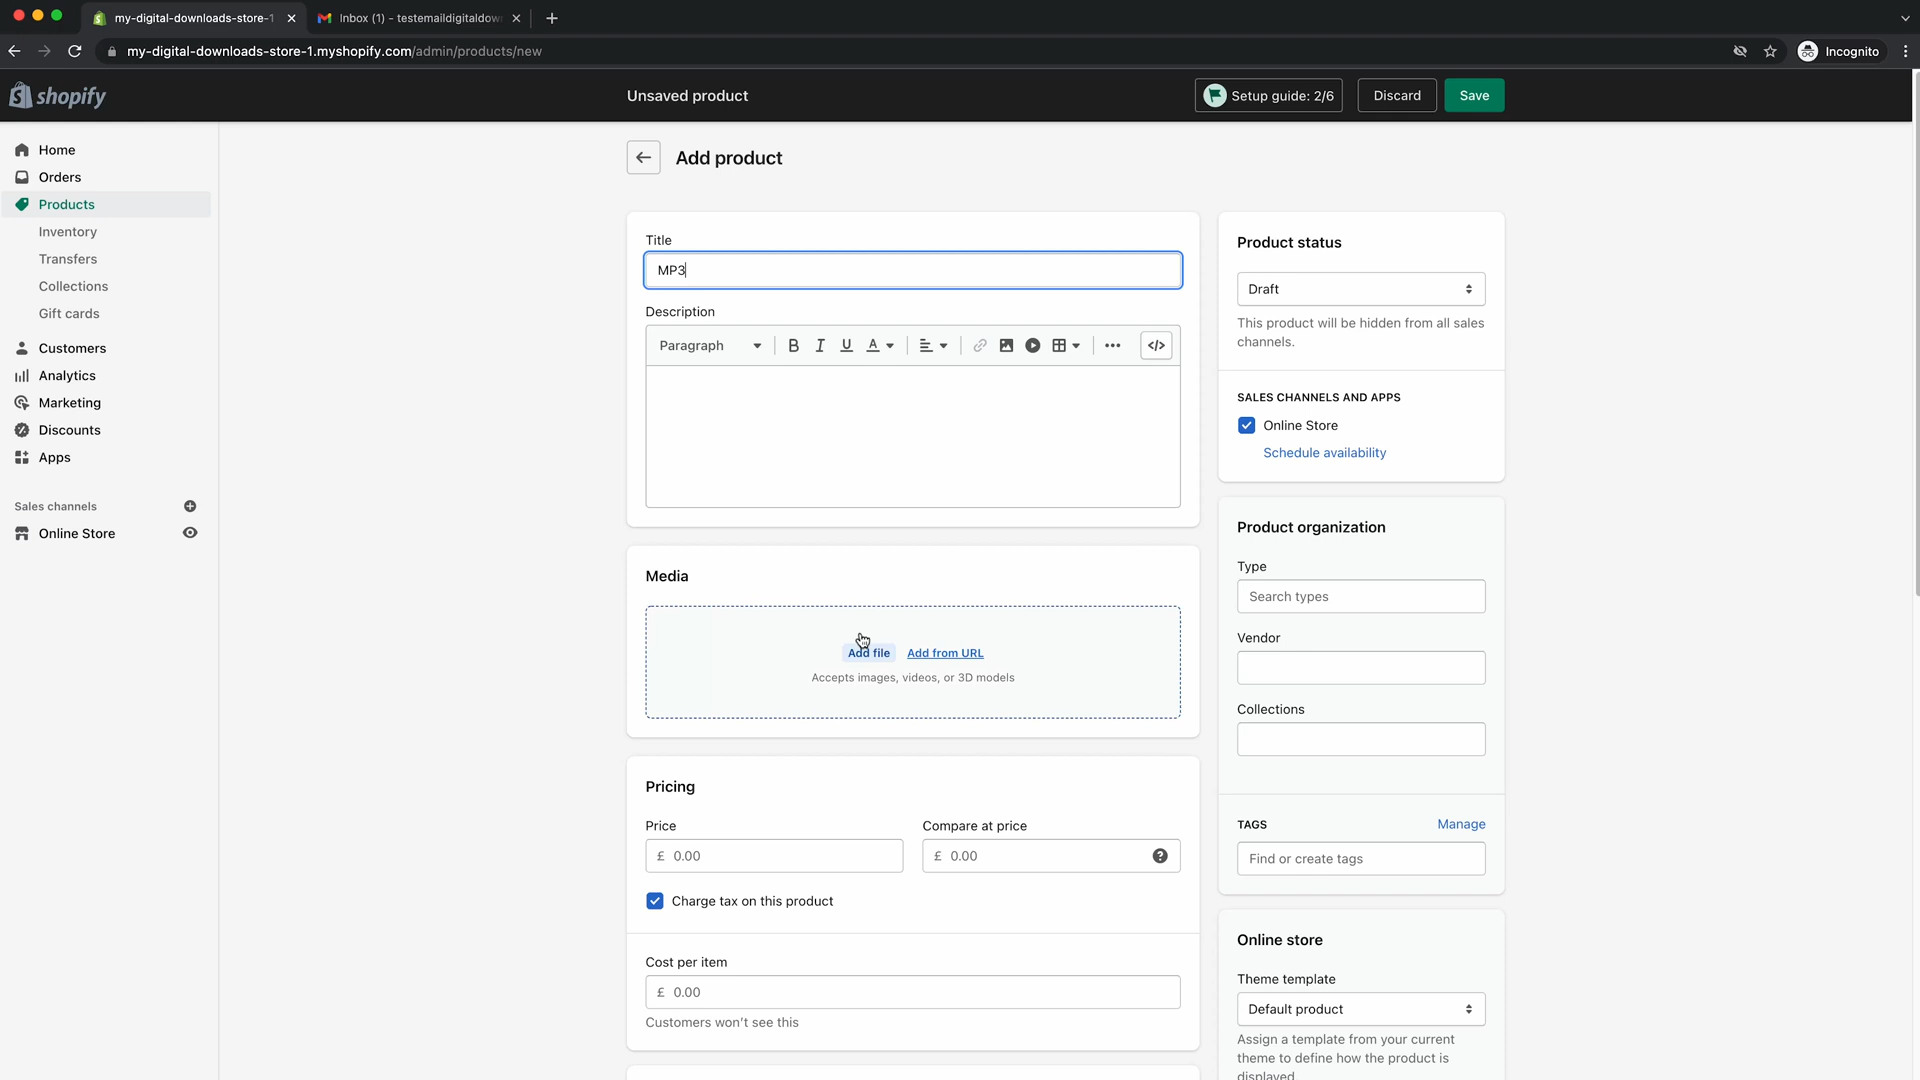 my-digital-downloads-store-1
Inbox (1) - testemaildigitaldow
my-digital-downloads-store-1.myshopify.com/admin/products/new
Incognito
shopify
Unsaved product
Setup guide: 2/6
Discard
Save
Home
Orders
Products
Inventory
Transfers
Collections
Gift cards
Customers
Analytics
Marketing
Discounts
Apps
Sales channels
Online Store
Add product
Title
MP3
Description
Paragraph
B I U A
</>
Media
Add file Add from URL
Accepts images, videos, or 3D models
Pricing
Price
£ 0.00
Compare at price
£ 0.00
Charge tax on this product
Cost per item
£ 0.00
Customers won't see this
Product status
Draft
This product will be hidden from all sales
channels.
SALES CHANNELS AND APPS
Online Store
Schedule availability
Product organization
Type
Search types
Vendor
Collections
TAGS
Manage
Find or create tags
Online store
Theme template
Default product
Assign a template from your current
theme to define how the product is
displayed.